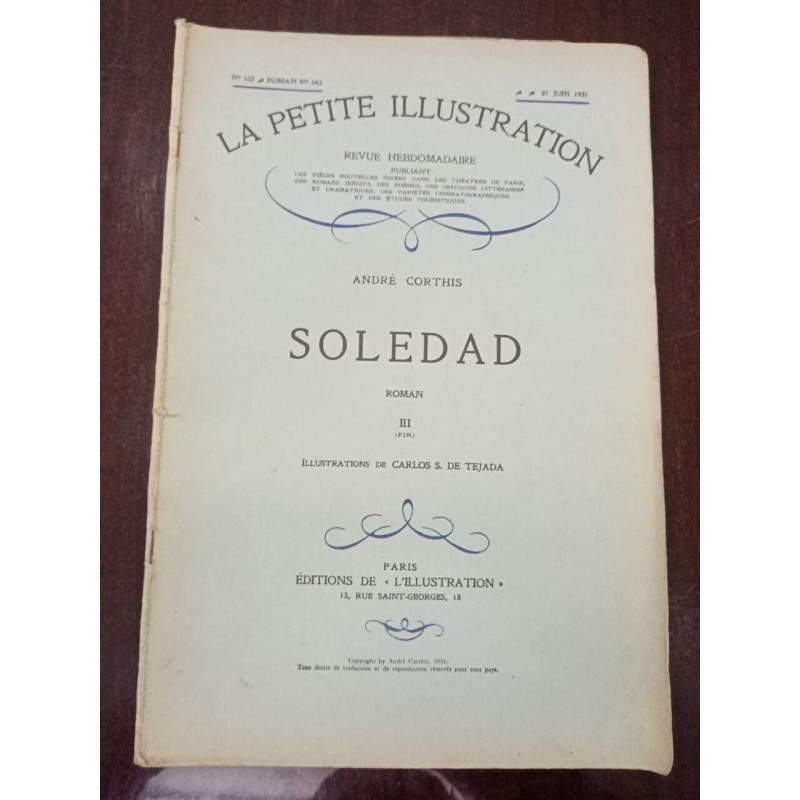 Nº 533 ROMAN Nº 243
27 JUIN 1931
LA PETITE ILLUSTRATION
REVUE HEBDOMADAIRE
PUBLIANT
LES PIÈCES NOUVELLES JOUÉES DANS LES THÉÂTRES DE PARIS,
DES ROMANS INÉDITS, DES POÈMES, DES CRITIQUES LITTÉRAIRES
ET DRAMATIQUES, DES VARIÉTÉS CINÉMATOGRAPHIQUES
ET DES ÉTUDES TOURISTIQUES
ANDRÉ CORTHIS
SOLEDAD
ROMAN
III
(FIN)
ILLUSTRATIONS DE CARLOS S. DE TEJADA
PARIS
ÉDITIONS DE « L'ILLUSTRATION »
13, RUE SAINT-GEORGES, 13
Copyright by André Corthis, 1931.
Tous droits de traduction et de reproduction réservés pour tous pays.